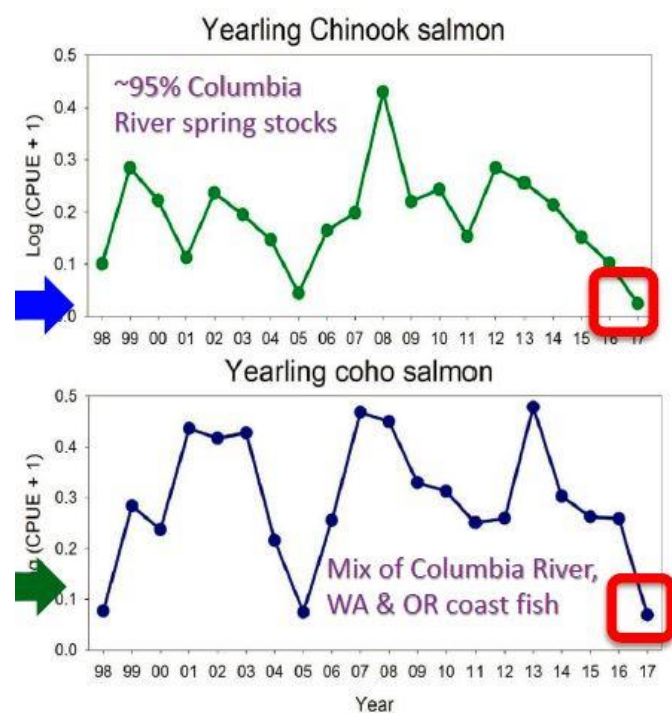 Yearling Chinook salmon
0.5
~95% Columbia
River spring stocks
0.4
0.3
0.2
0.1
Log (CPUE + 1)
98 99 00 01 02 03 04 05 06 07 08 09 10 11 12 13 14 15 16 17
Yearling coho salmon
0.5
0.4
0.3
0.2
0.1
0.0
(CPUE + 1)
Mix of Columbia River,
WA & OR coast fish
98 99 00 01 02 03 04 05 06 07 08 09 10 11 12 13 14 15 16 17
Year